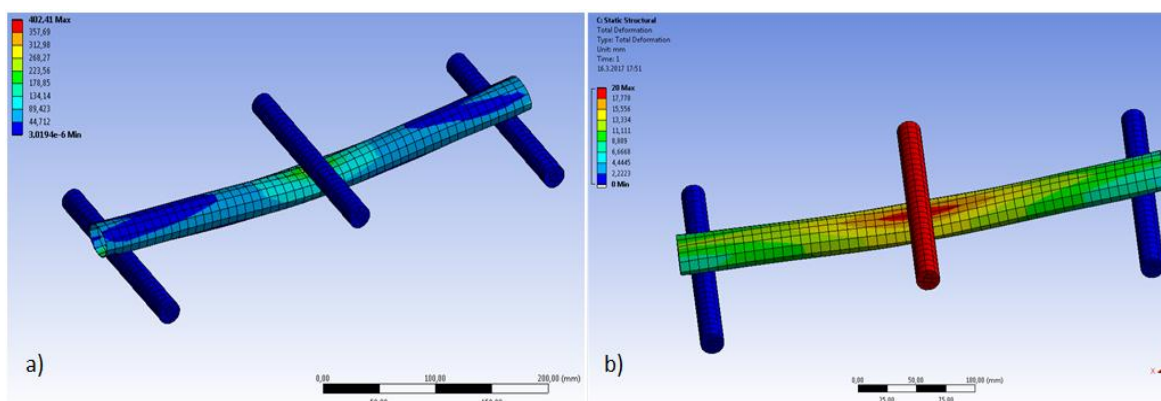 402,41 Max
357,69
312,98
268,27
223,56
178,85
134,14
89,423
44,712
3,0194e-6 Min
a)
0,00
100,00
200,00 (mm)
50,00
150,00
C: Static Structural
Total Deformation
Type: Total Deformation
Unit: mm
Time: 1
16.3.2017 17:51
20 Max
17,778
15,556
13,334
11,111
8,889
6,6668
4,4445
2,2223
0 Min
b)
0,00
50,00
100,00 (mm)
25,00
75,00
X